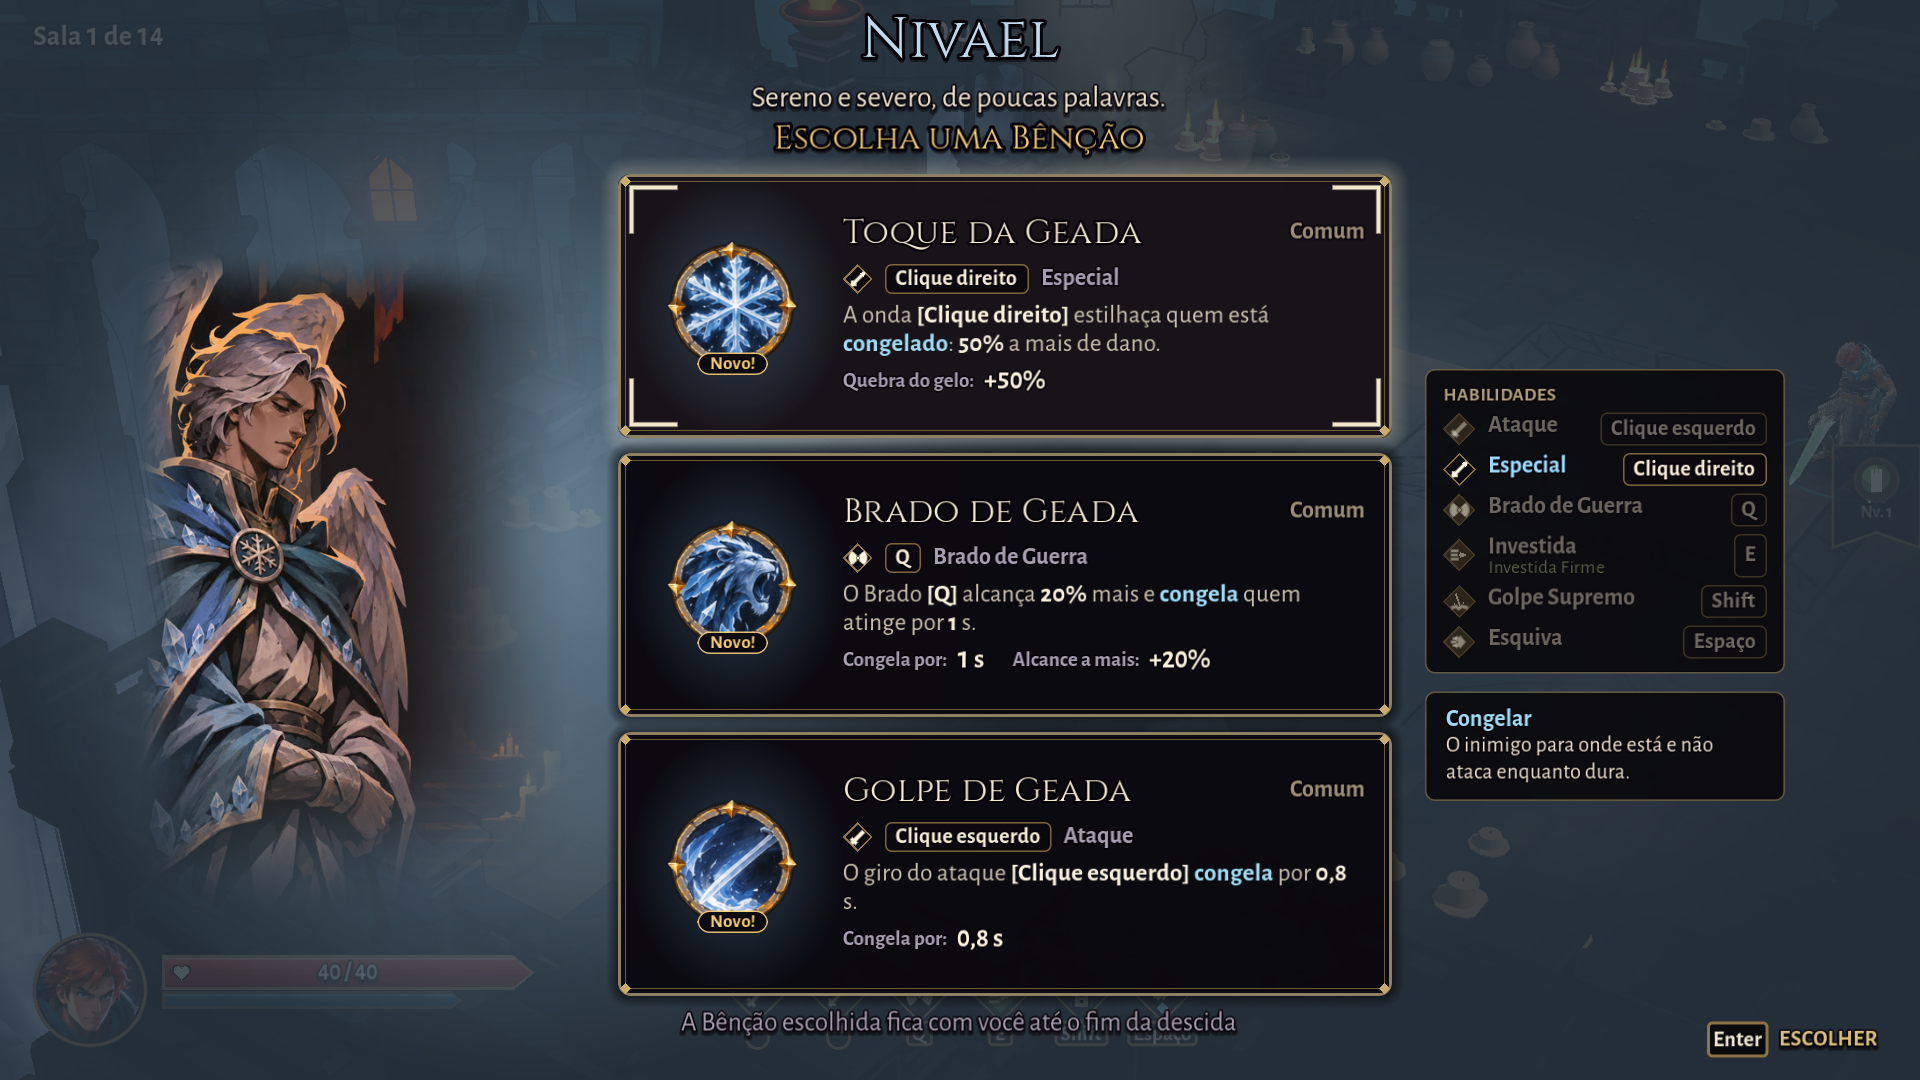 Sala 1 de 14
Nivael
Sereno e severo, de poucas palavras.
Escolha uma Bênção
Toque da Geada
Comum
Clique direito Especial
A onda [Clique direito] estilhaça quem está
congelado: 50% a mais de dano.
Quebra do gelo: +50%
Novo!
Brado de Geada
Comum
Q Brado de Guerra
O Brado [Q] alcança 20% mais e congela quem
atinge por 1 s.
Congela por: 1 s Alcance a mais: +20%
Novo!
Golpe de Geada
Comum
Clique esquerdo Ataque
O giro do ataque [Clique esquerdo] congela por 0,8
s.
Congela por: 0,8 s
Novo!
HABILIDADES
Ataque Clique esquerdo
Especial Clique direito
Brado de Guerra Q
Investida E
Investida Firme
Golpe Supremo Shift
Esquiva Espaço
Nv.1
Congelar
O inimigo para onde está e não
ataca enquanto dura.
40/40
A Bênção escolhida fica com você até o fim da descida
Q E Shift Espaço
Enter ESCOLHER